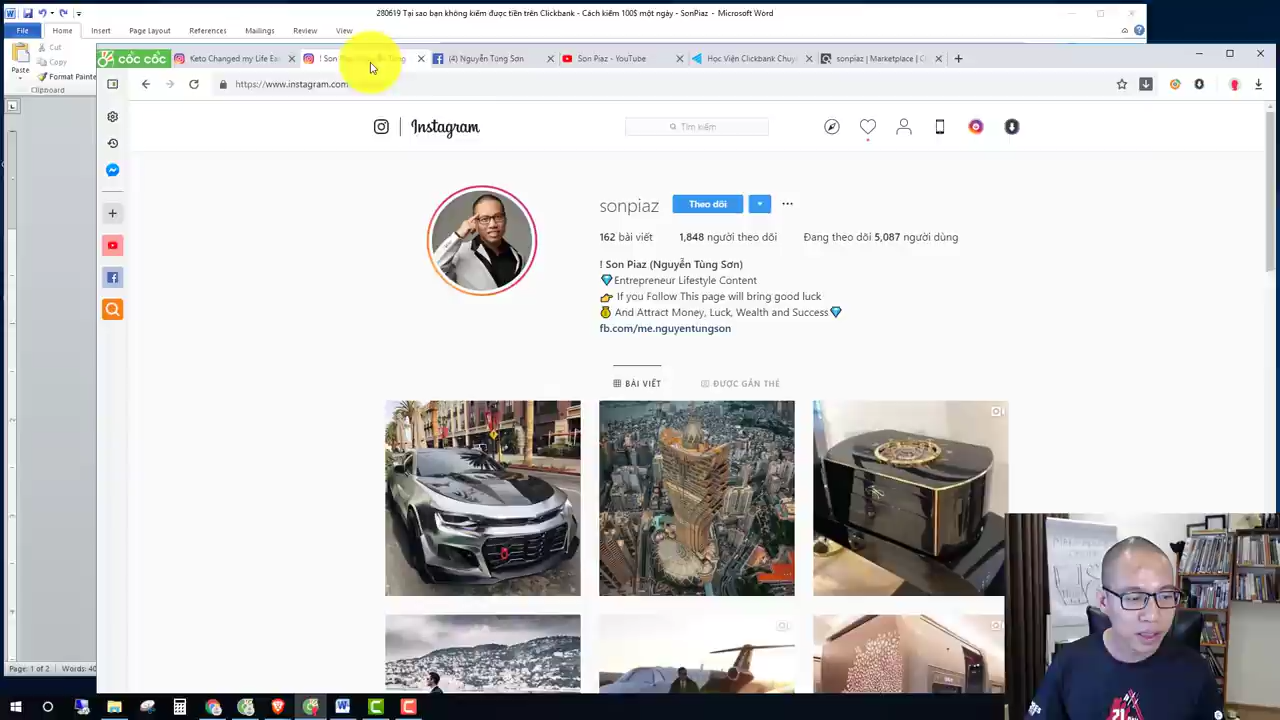 280619 Tại sao bạn không kiếm được tiền trên Clickbank - Cách kiếm 100$ một ngày - SonPiaz - Microsoft Word
File Home Insert Page Layout References Mailings Review View
Paste
Cut
Copy
Format Painter
Clipboard
CỐC CỐC
Keto Changed my Life Ea
! Son
(4) Nguyễn Tùng Sơn
Son Piaz - YouTube
Học Viện Clickbank Chuy
sonpiaz | Marketplace | C
https://www.instagram.com
Instagram
Tìm kiếm
sonpiaz
Theo dõi
162 bài viết
1,848 người theo dõi
Đang theo dõi 5,087 người dùng
! Son Piaz (Nguyễn Tùng Sơn)
Entrepreneur Lifestyle Content
👉 If you Follow This page will bring good luck
💰 And Attract Money, Luck, Wealth and Success💎
fb.com/me.nguyentungson
BÀI VIẾT
ĐƯỢC GẮN THẺ
Page: 1 of 2
Words: 40